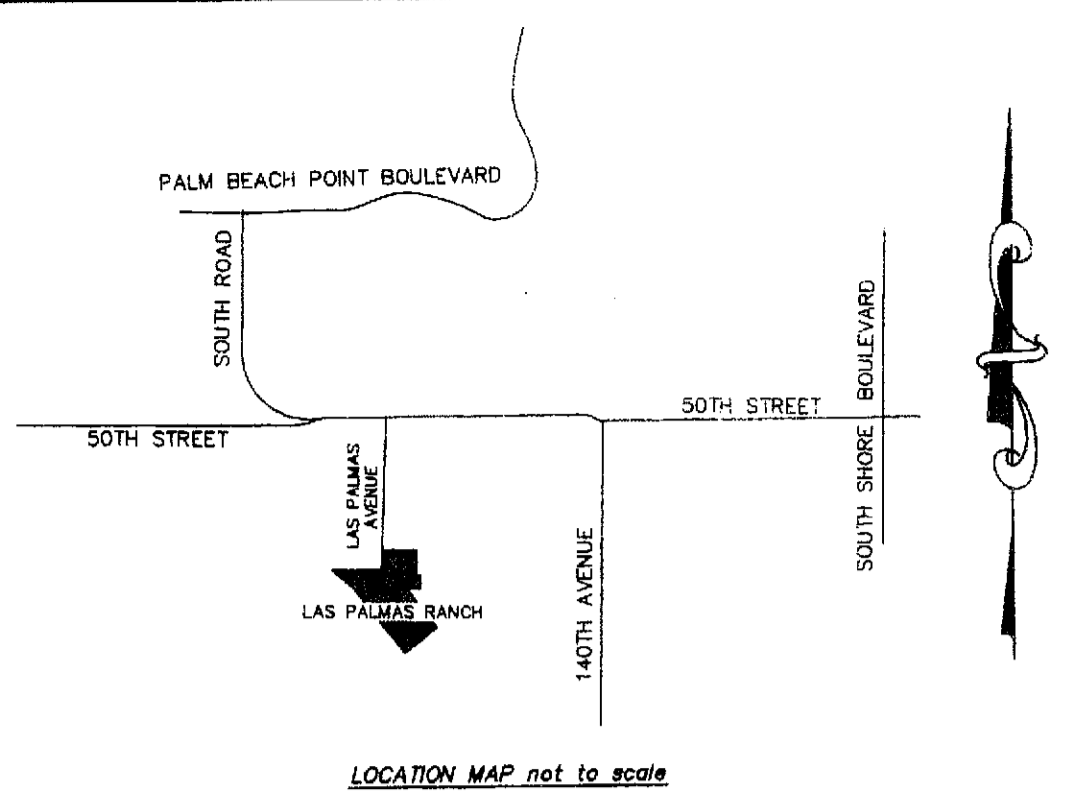 PALM BEACH POINT BOULEVARD
SOUTH ROAD
SOUTH SHORE BOULEVARD
50TH STREET
50TH STREET
LAS PALMAS
AVENUE
140TH AVENUE
LAS PALMAS RANCH
LOCATION MAP not to scale